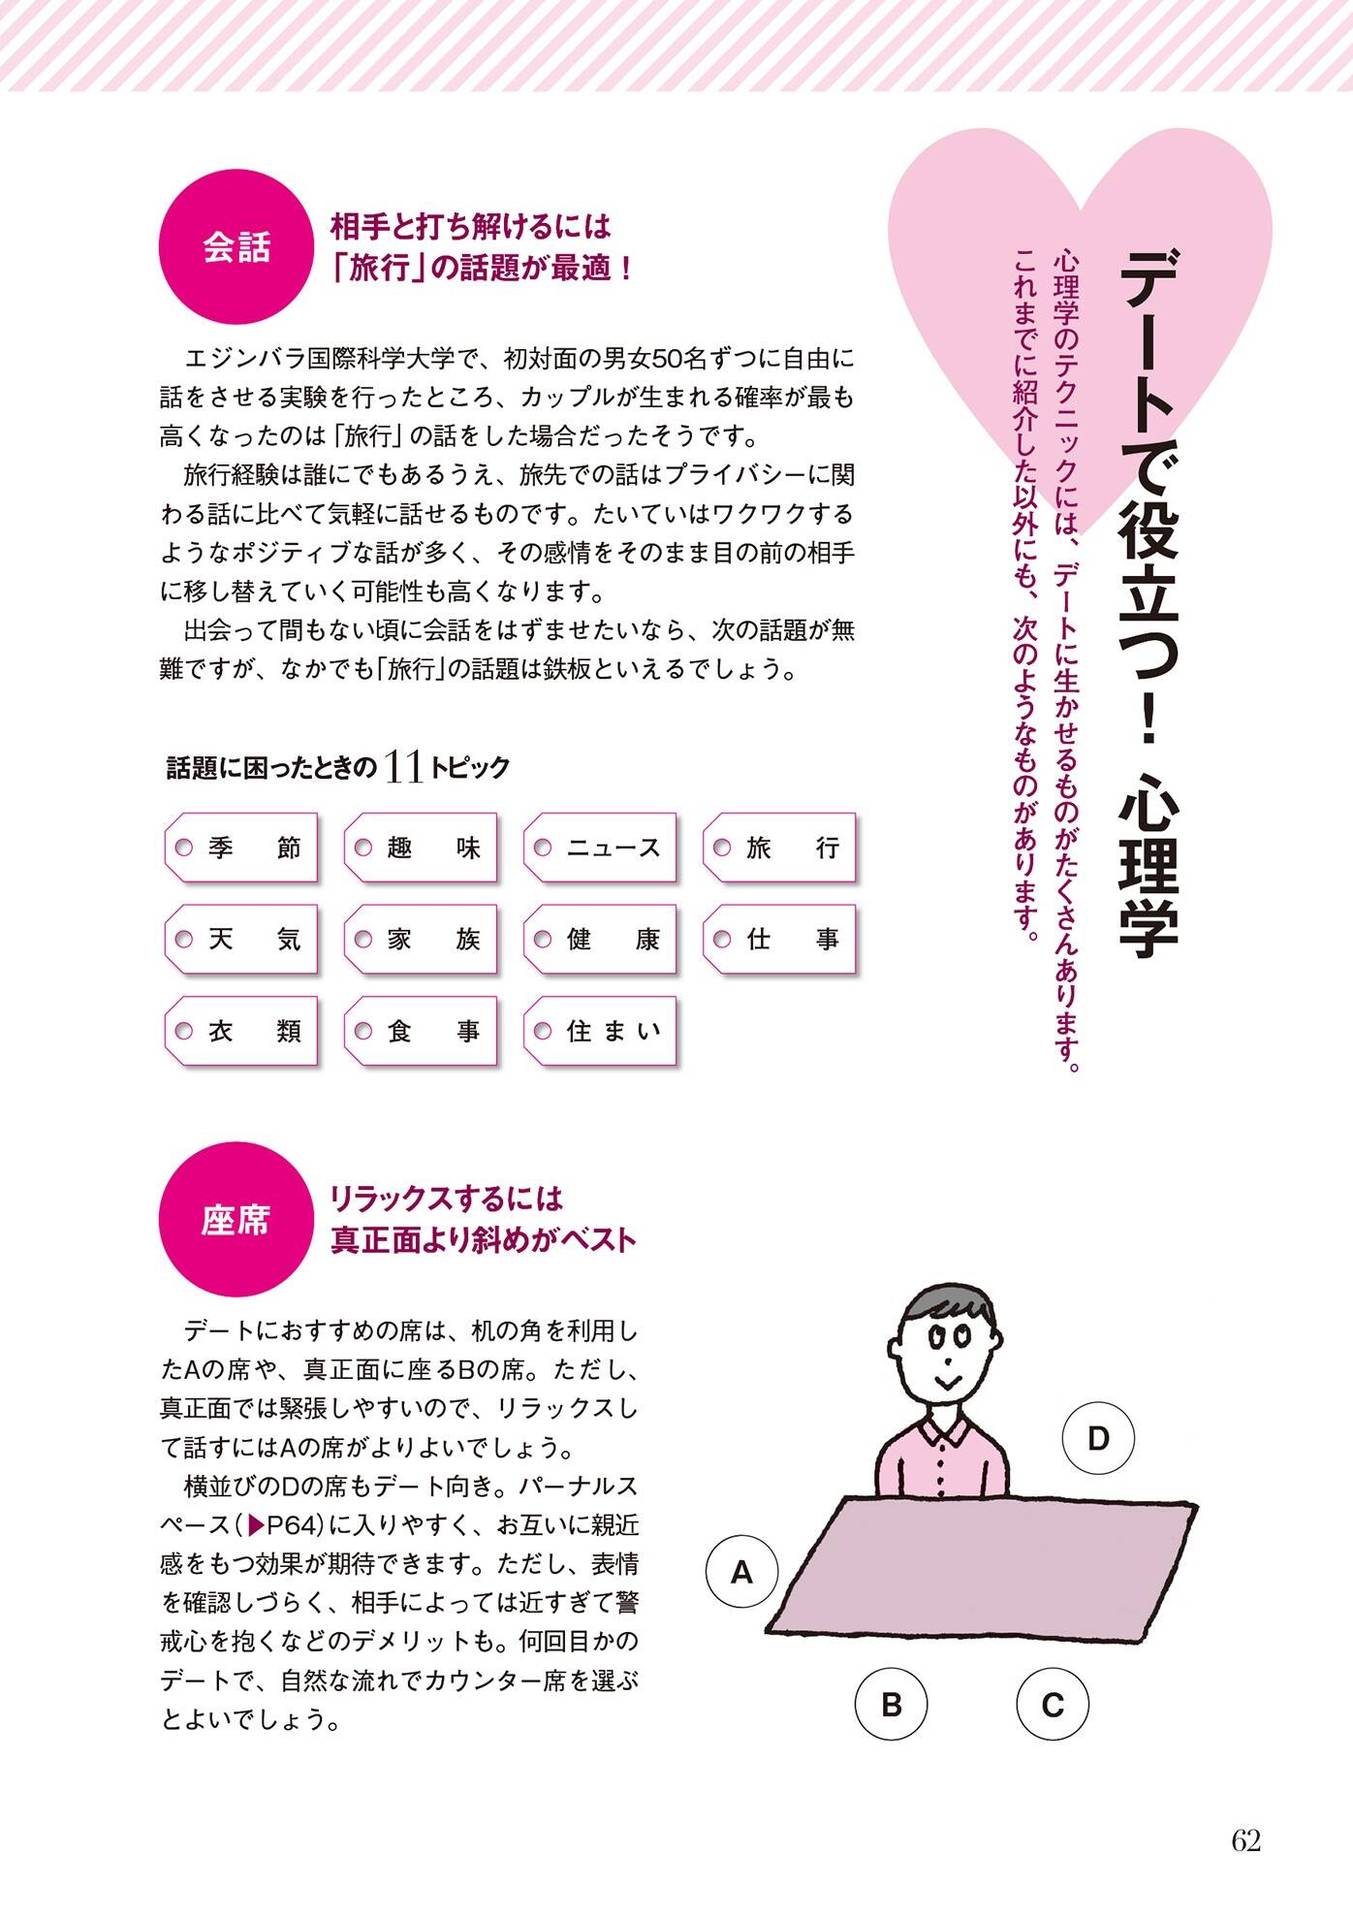 デートで役立つ！ 心理学
心理学のテクニックには、デートに生かせるものがたくさんあります。
これまでに紹介した以外にも、次のようなものがあります。
会話
相手と打ち解けるには
「旅行」の話題が最適！
エジンバラ国際科学大学で、初対面の男女50名ずつに自由に
話をさせる実験を行ったところ、カップルが生まれる確率が最も
高くなったのは「旅行」の話をした場合だったそうです。
旅行経験は誰にでもあるうえ、旅先での話はプライバシーに関
わる話に比べて気軽に話せるものです。たいていはワクワクする
ようなポジティブな話が多く、その感情をそのまま目の前の相手
に移し替えていく可能性も高くなります。
出会って間もない頃に会話をはずませたいなら、次の話題が無
難ですが、なかでも「旅行」の話題は鉄板といえるでしょう。
話題に困ったときの11トピック
季節 趣味 ニュース 旅行
天気 家族 健康 仕事
衣類 食事 住まい
座席
リラックスするには
真正面より斜めがベスト
デートにおすすめの席は、机の角を利用し
たAの席や、真正面に座るBの席。ただし、
真正面では緊張しやすいので、リラックスし
て話すにはAの席がよりよいでしょう。
横並びのDの席もデート向き。パーナルス
ペース(▶P64)に入りやすく、お互いに親近
感をもつ効果が期待できます。ただし、表情
を確認しづらく、相手によっては近すぎて警
戒心を抱くなどのデメリットも。何回目かの
デートで、自然な流れでカウンター席を選ぶ
とよいでしょう。
D
A
B
C
62